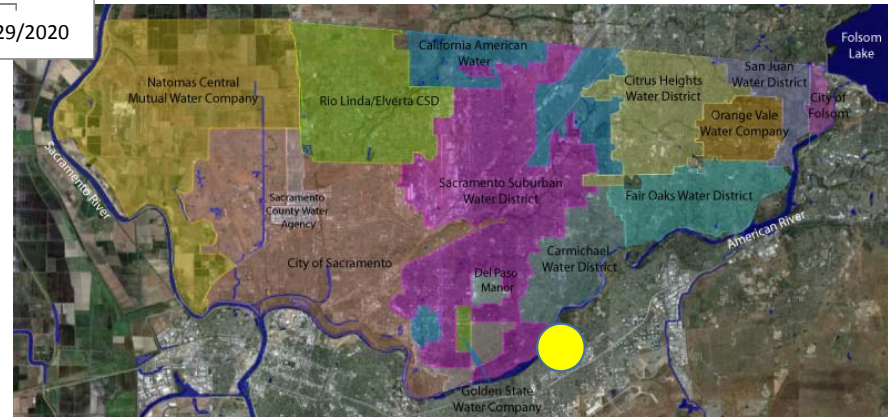 29/2020
Folsom
Lake
California American
Water
San Juan
Water District
Natomas Central
Mutual Water Company
Citrus Heights
Water District
Rio Linda/Elverta CSD
City of
Folsom
Orange Vale
Water Company
Sacramento River
Sacramento Suburban
Water District
Sacramento
County Water
Agency
Fair Oaks Water District
American River
Carmichael
Water District
City of Sacramento
Del Paso
Manor
Golden State
Water Company